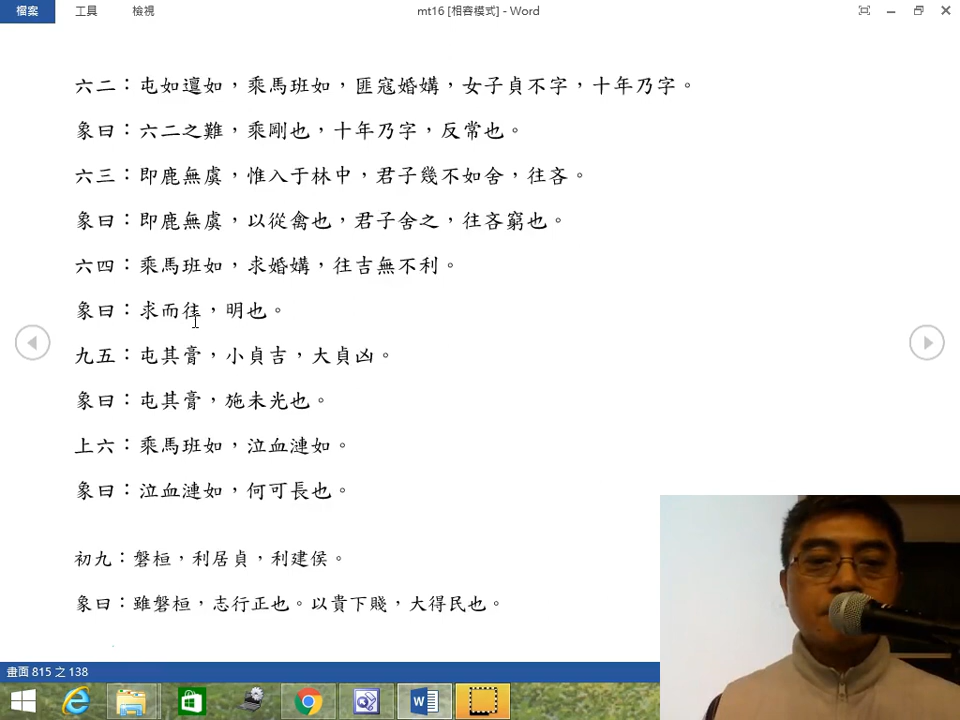 檔案 工具 檢視 mt16 [相容模式] - Word
六二：屯如邅如，乘馬班如，匪寇婚媾，女子貞不字，十年乃字。
象曰：六二之難，乘剛也，十年乃字，反常也。
六三：即鹿無虞，惟入于林中，君子幾不如舍，往吝。
象曰：即鹿無虞，以從禽也，君子舍之，往吝窮也。
六四：乘馬班如，求婚媾，往吉無不利。
象曰：求而往，明也。
九五：屯其膏，小貞吉，大貞凶。
象曰：屯其膏，施未光也。
上六：乘馬班如，泣血漣如。
象曰：泣血漣如，何可長也。
初九：磐桓，利居貞，利建侯。
象曰：雖磐桓，志行正也。以貴下賤，大得民也。
畫面 815 之 138